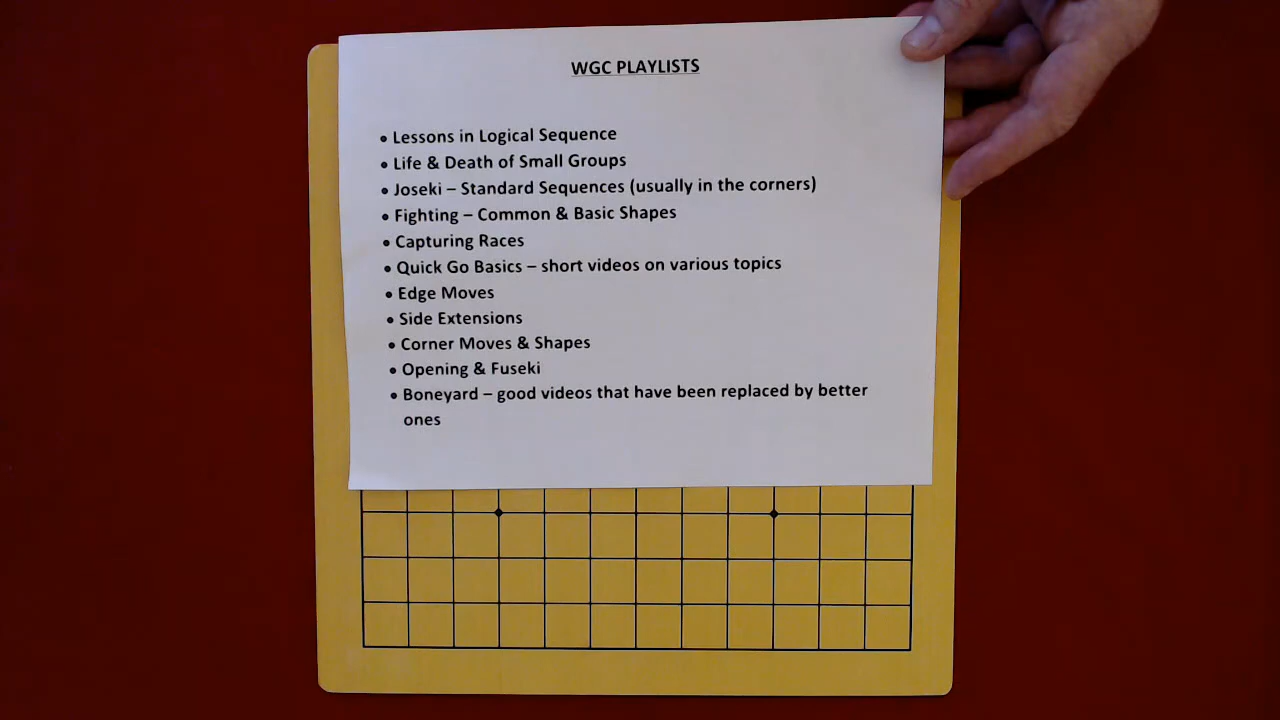 WGC PLAYLISTS
• Lessons in Logical Sequence
• Life & Death of Small Groups
• Joseki – Standard Sequences (usually in the corners)
• Fighting – Common & Basic Shapes
• Capturing Races
• Quick Go Basics – short videos on various topics
• Edge Moves
• Side Extensions
• Corner Moves & Shapes
• Opening & Fuseki
• Boneyard – good videos that have been replaced by better
ones